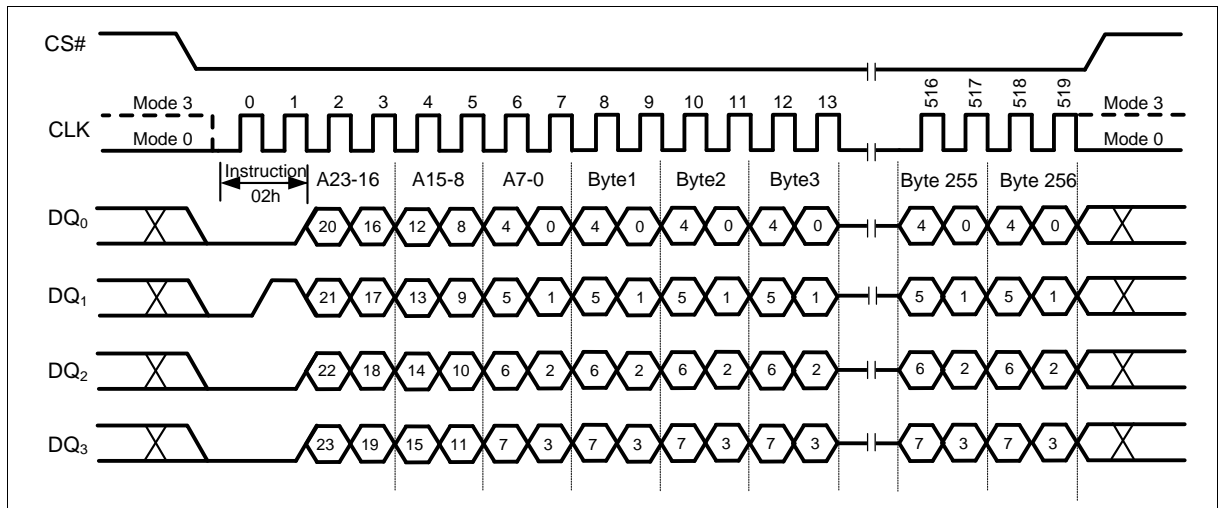 CS#
0 1 2 3 4 5 6 7 8 9 10 11 12 13 516 517 518 519
Mode 3 Mode 3
CLK
Mode 0 Mode 0
Instruction A23-16 A15-8 A7-0 Byte1 Byte2 Byte3 Byte 255 Byte 256
02h
DQ0 20 16 12 8 4 0 4 0 4 0 4 0 4 0 4 0
DQ1 21 17 13 9 5 1 5 1 5 1 5 1 5 1 5 1
DQ2 22 18 14 10 6 2 6 2 6 2 6 2 6 2 6 2
DQ3 23 19 15 11 7 3 7 3 7 3 7 3 7 3 7 3